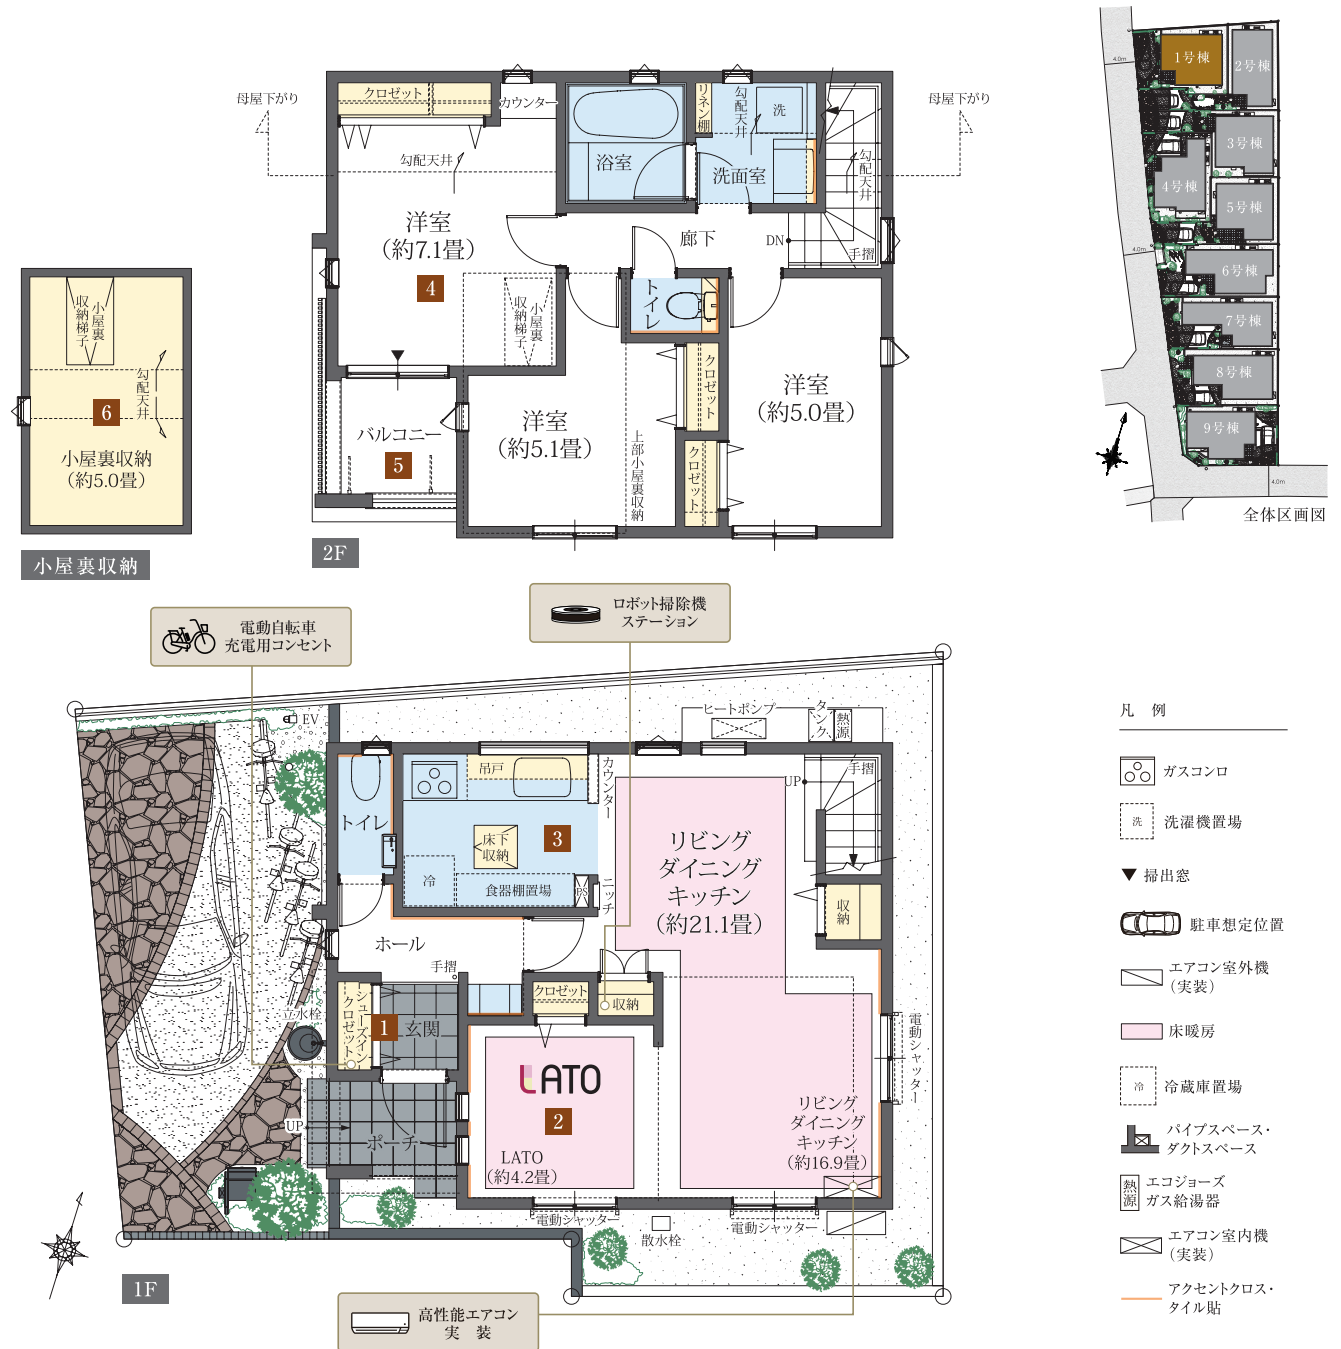 母屋下がり
クロゼット
カウンター
勾配天井
洋室
(約7.1畳)
4
小屋裏
収納梯子
浴室
リネン棚
勾配天井
洗
洗面室
廊下
DN
勾配天井
手摺
母屋下がり
トイレ
クロゼット
クロゼット
洋室
(約5.0畳)
洋室
(約5.1畳)
上部小屋裏収納
バルコニー
5
2F
小屋裏
収納梯子
勾配天井
6
小屋裏収納
(約5.0畳)
小屋裏収納
4.0m
1号棟
2号棟
3号棟
4号棟
5号棟
4.0m
6号棟
7号棟
8号棟
9号棟
4.0m
全体区画図
電動自転車
充電用コンセント
ロボット掃除機
ステーション
EV
ヒートポンプ
タンク
熱源
トイレ
吊戸
カウンター
床下
収納
3
冷
食器棚置場
PS
ニッチ
リビング
ダイニング
キッチン
(約21.1畳)
UP
手摺
収納
ホール
手摺
シューズイン
クロゼット
1
玄関
クロゼット
収納
立水栓
UP
ポーチ
LATO
2
LATO
(約4.2畳)
リビング
ダイニング
キッチン
(約16.9畳)
電動シャッター
電動シャッター
散水栓
電動シャッター
1F
高性能エアコン
実 装
凡 例
ガスコンロ
洗
洗濯機置場
▼ 掃出窓
駐車想定位置
エアコン室外機
(実装)
床暖房
冷
冷蔵庫置場
パイプスペース・
ダクトスペース
熱源
エコジョーズ
ガス給湯器
エアコン室内機
(実装)
アクセントクロス・
タイル貼